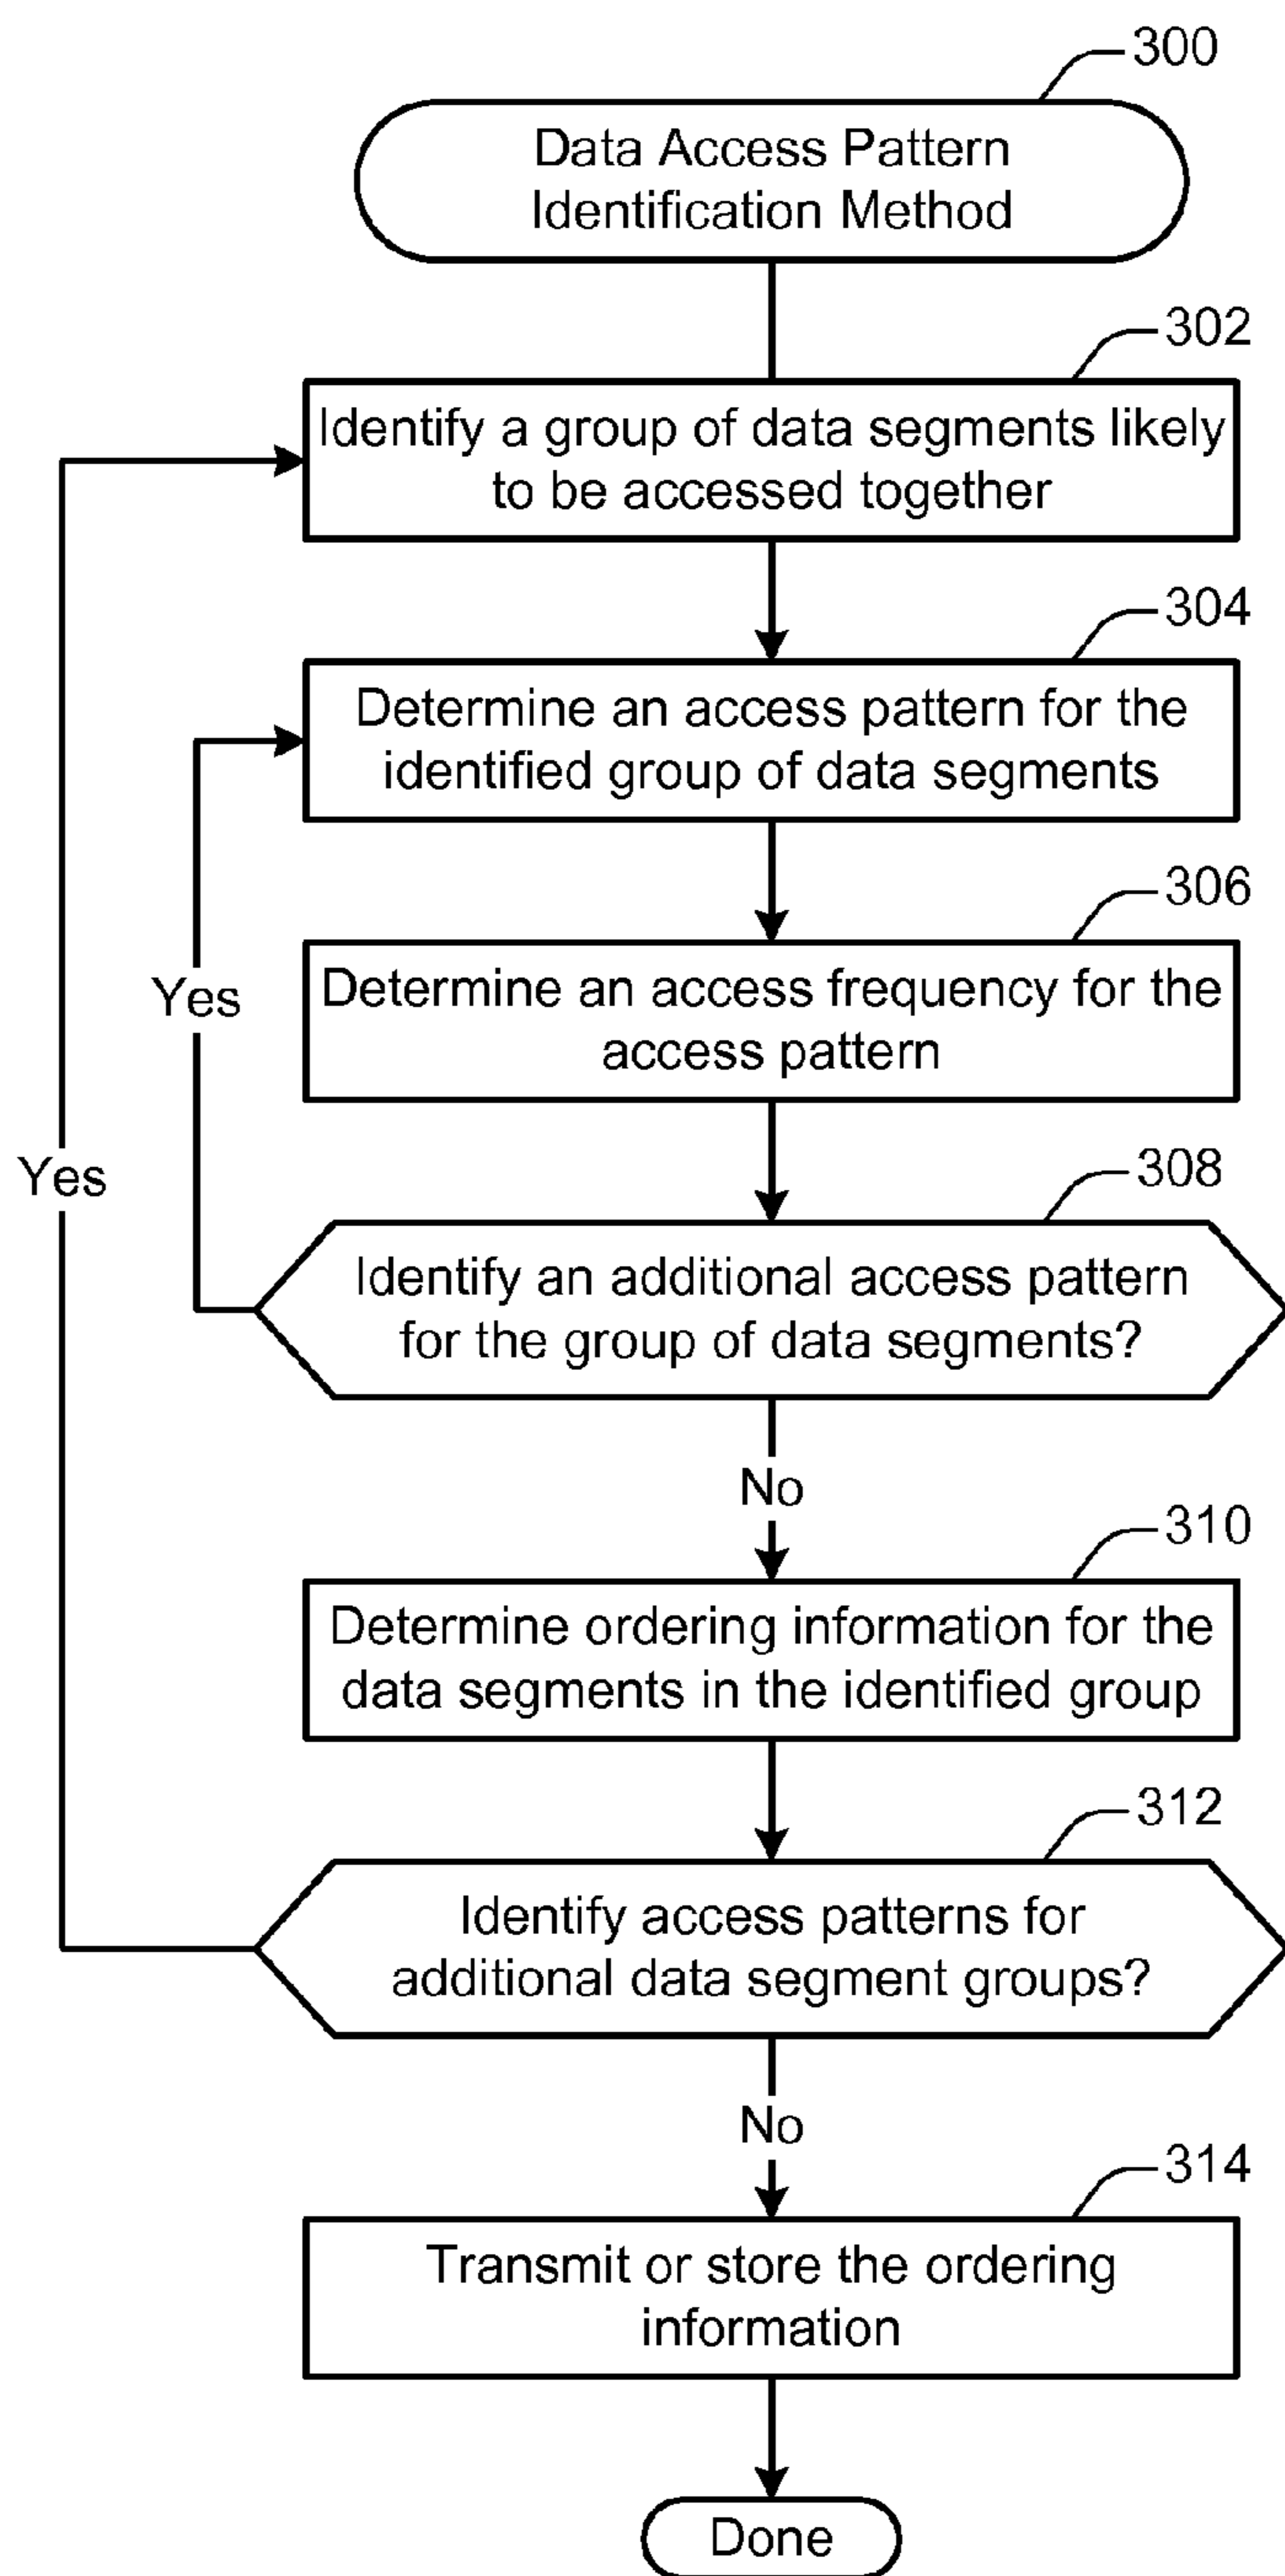 300
Data Access Pattern
Identification Method
302
Identify a group of data segments likely
to be accessed together
304
Determine an access pattern for the
identified group of data segments
306
Determine an access frequency for the
access pattern
Yes
308
Identify an additional access pattern
for the group of data segments?
Yes
No
310
Determine ordering information for the
data segments in the identified group
312
Identify access patterns for
additional data segment groups?
No
314
Transmit or store the ordering
information
Done